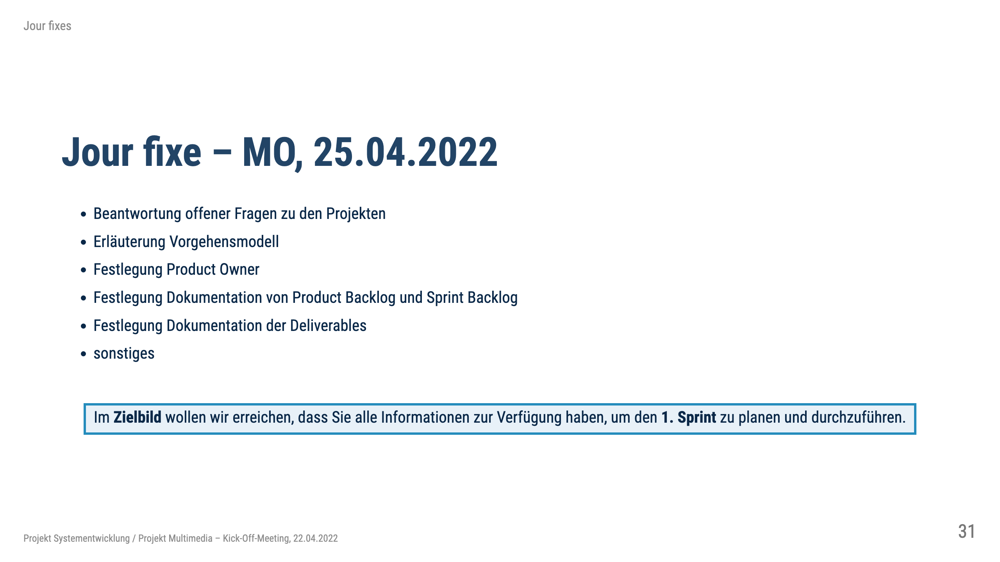 Jour fixes
Jour fixe – MO, 25.04.2022
• Beantwortung offener Fragen zu den Projekten
• Erläuterung Vorgehensmodell
• Festlegung Product Owner
• Festlegung Dokumentation von Product Backlog und Sprint Backlog
• Festlegung Dokumentation der Deliverables
• sonstiges
Im Zielbild wollen wir erreichen, dass Sie alle Informationen zur Verfügung haben, um den 1. Sprint zu planen und durchzuführen.
Projekt Systementwicklung / Projekt Multimedia – Kick-Off-Meeting, 22.04.2022
31